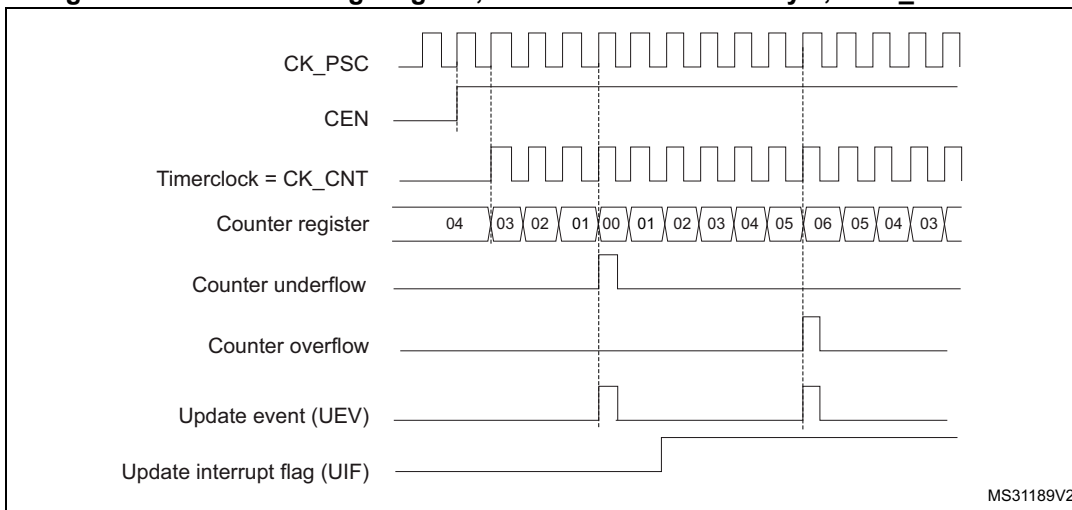 CK_PSC
CEN
Timerclock = CK_CNT
Counter register 04 03 02 01 00 01 02 03 04 05 06 05 04 03
Counter underflow
Counter overflow
Update event (UEV)
Update interrupt flag (UIF)
MS31189V2